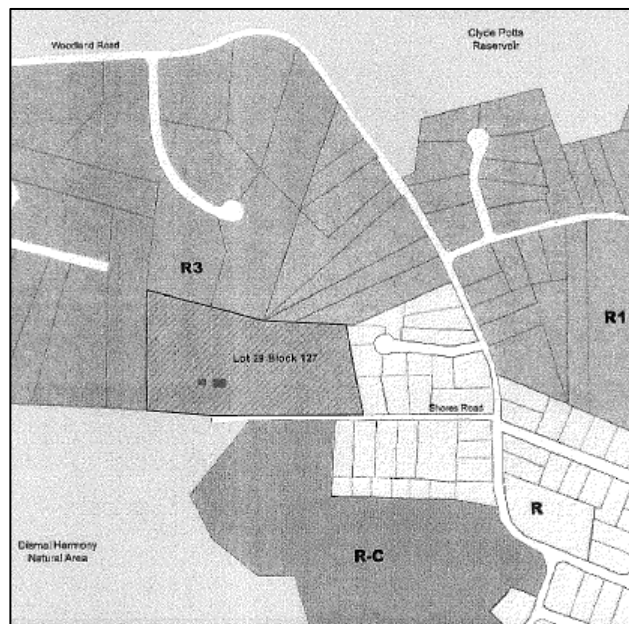 Woodland Road
Clyde Potts
Reservoir
R3
R1
Lot 29 Block 127
Shores Road
R
Dismal Harmony
Natural Area
R-C